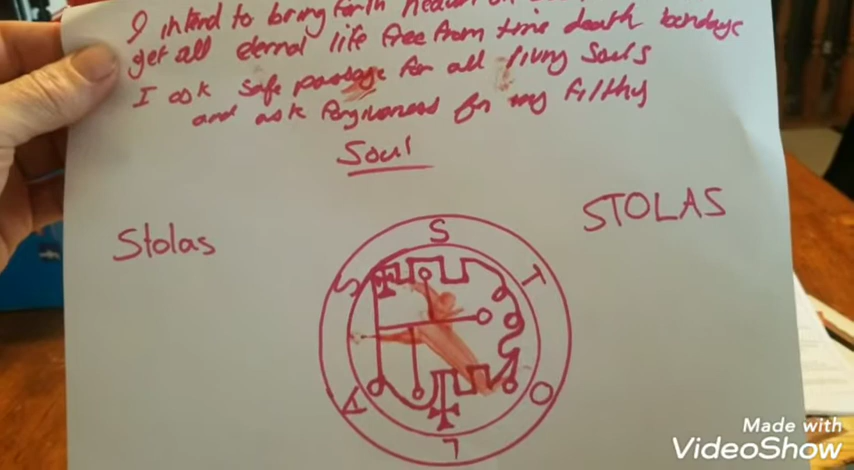 I intend to bring forth
get all eternal life free from time death bondage
I ask safe passage for all living souls
and ask forgiveness for my filthy
Soul
Stolas
STOLAS
S T O L A S
Made with
VideoShow